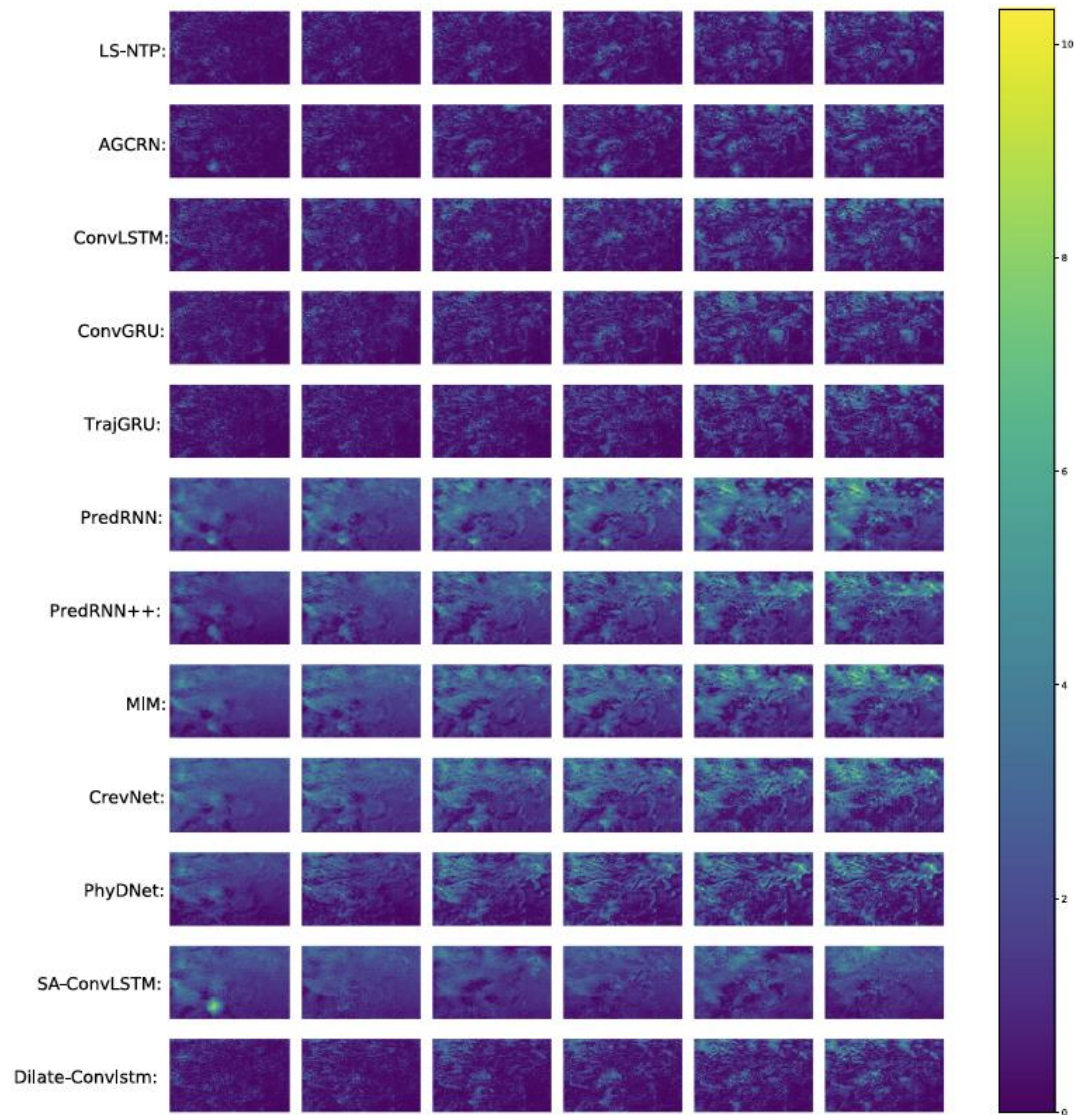 LS-NTP:
AGCRN:
ConvLSTM:
ConvGRU:
TrajGRU:
PredRNN:
PredRNN++:
MIM:
CrevNet:
PhyDNet:
SA-ConvLSTM:
Dilate-Convlstm:
10
8
6
4
2
0